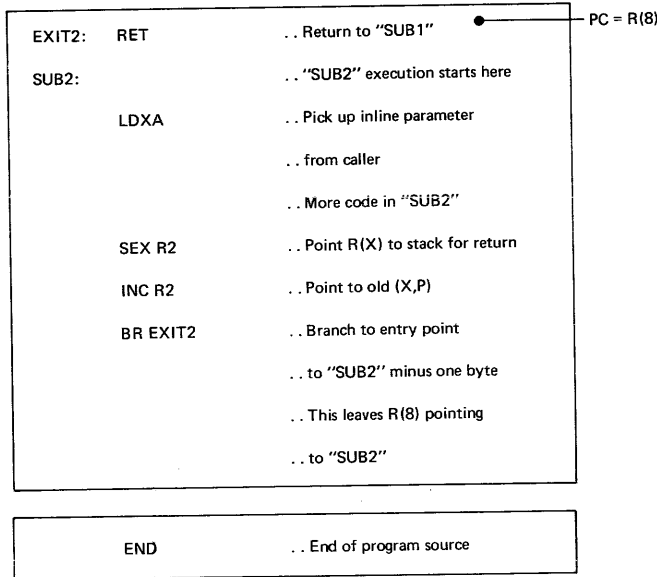 EXIT2: RET .. Return to "SUB1" PC = R(8)
SUB2: .. "SUB2" execution starts here
LDXA .. Pick up inline parameter
.. from caller
.. More code in "SUB2"
SEX R2 .. Point R(X) to stack for return
INC R2 .. Point to old (X,P)
BR EXIT2 .. Branch to entry point
.. to "SUB2" minus one byte
.. This leaves R(8) pointing
.. to "SUB2"
END .. End of program source